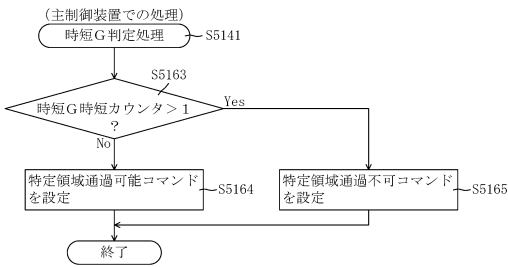 (主制御装置での処理)
時短G判定処理
S5141
S5163
時短G時短カウンタ>1
?
Yes
No
特定領域通過可能コマンド
を設定
S5164
特定領域通過不可コマンド
を設定
S5165
終了